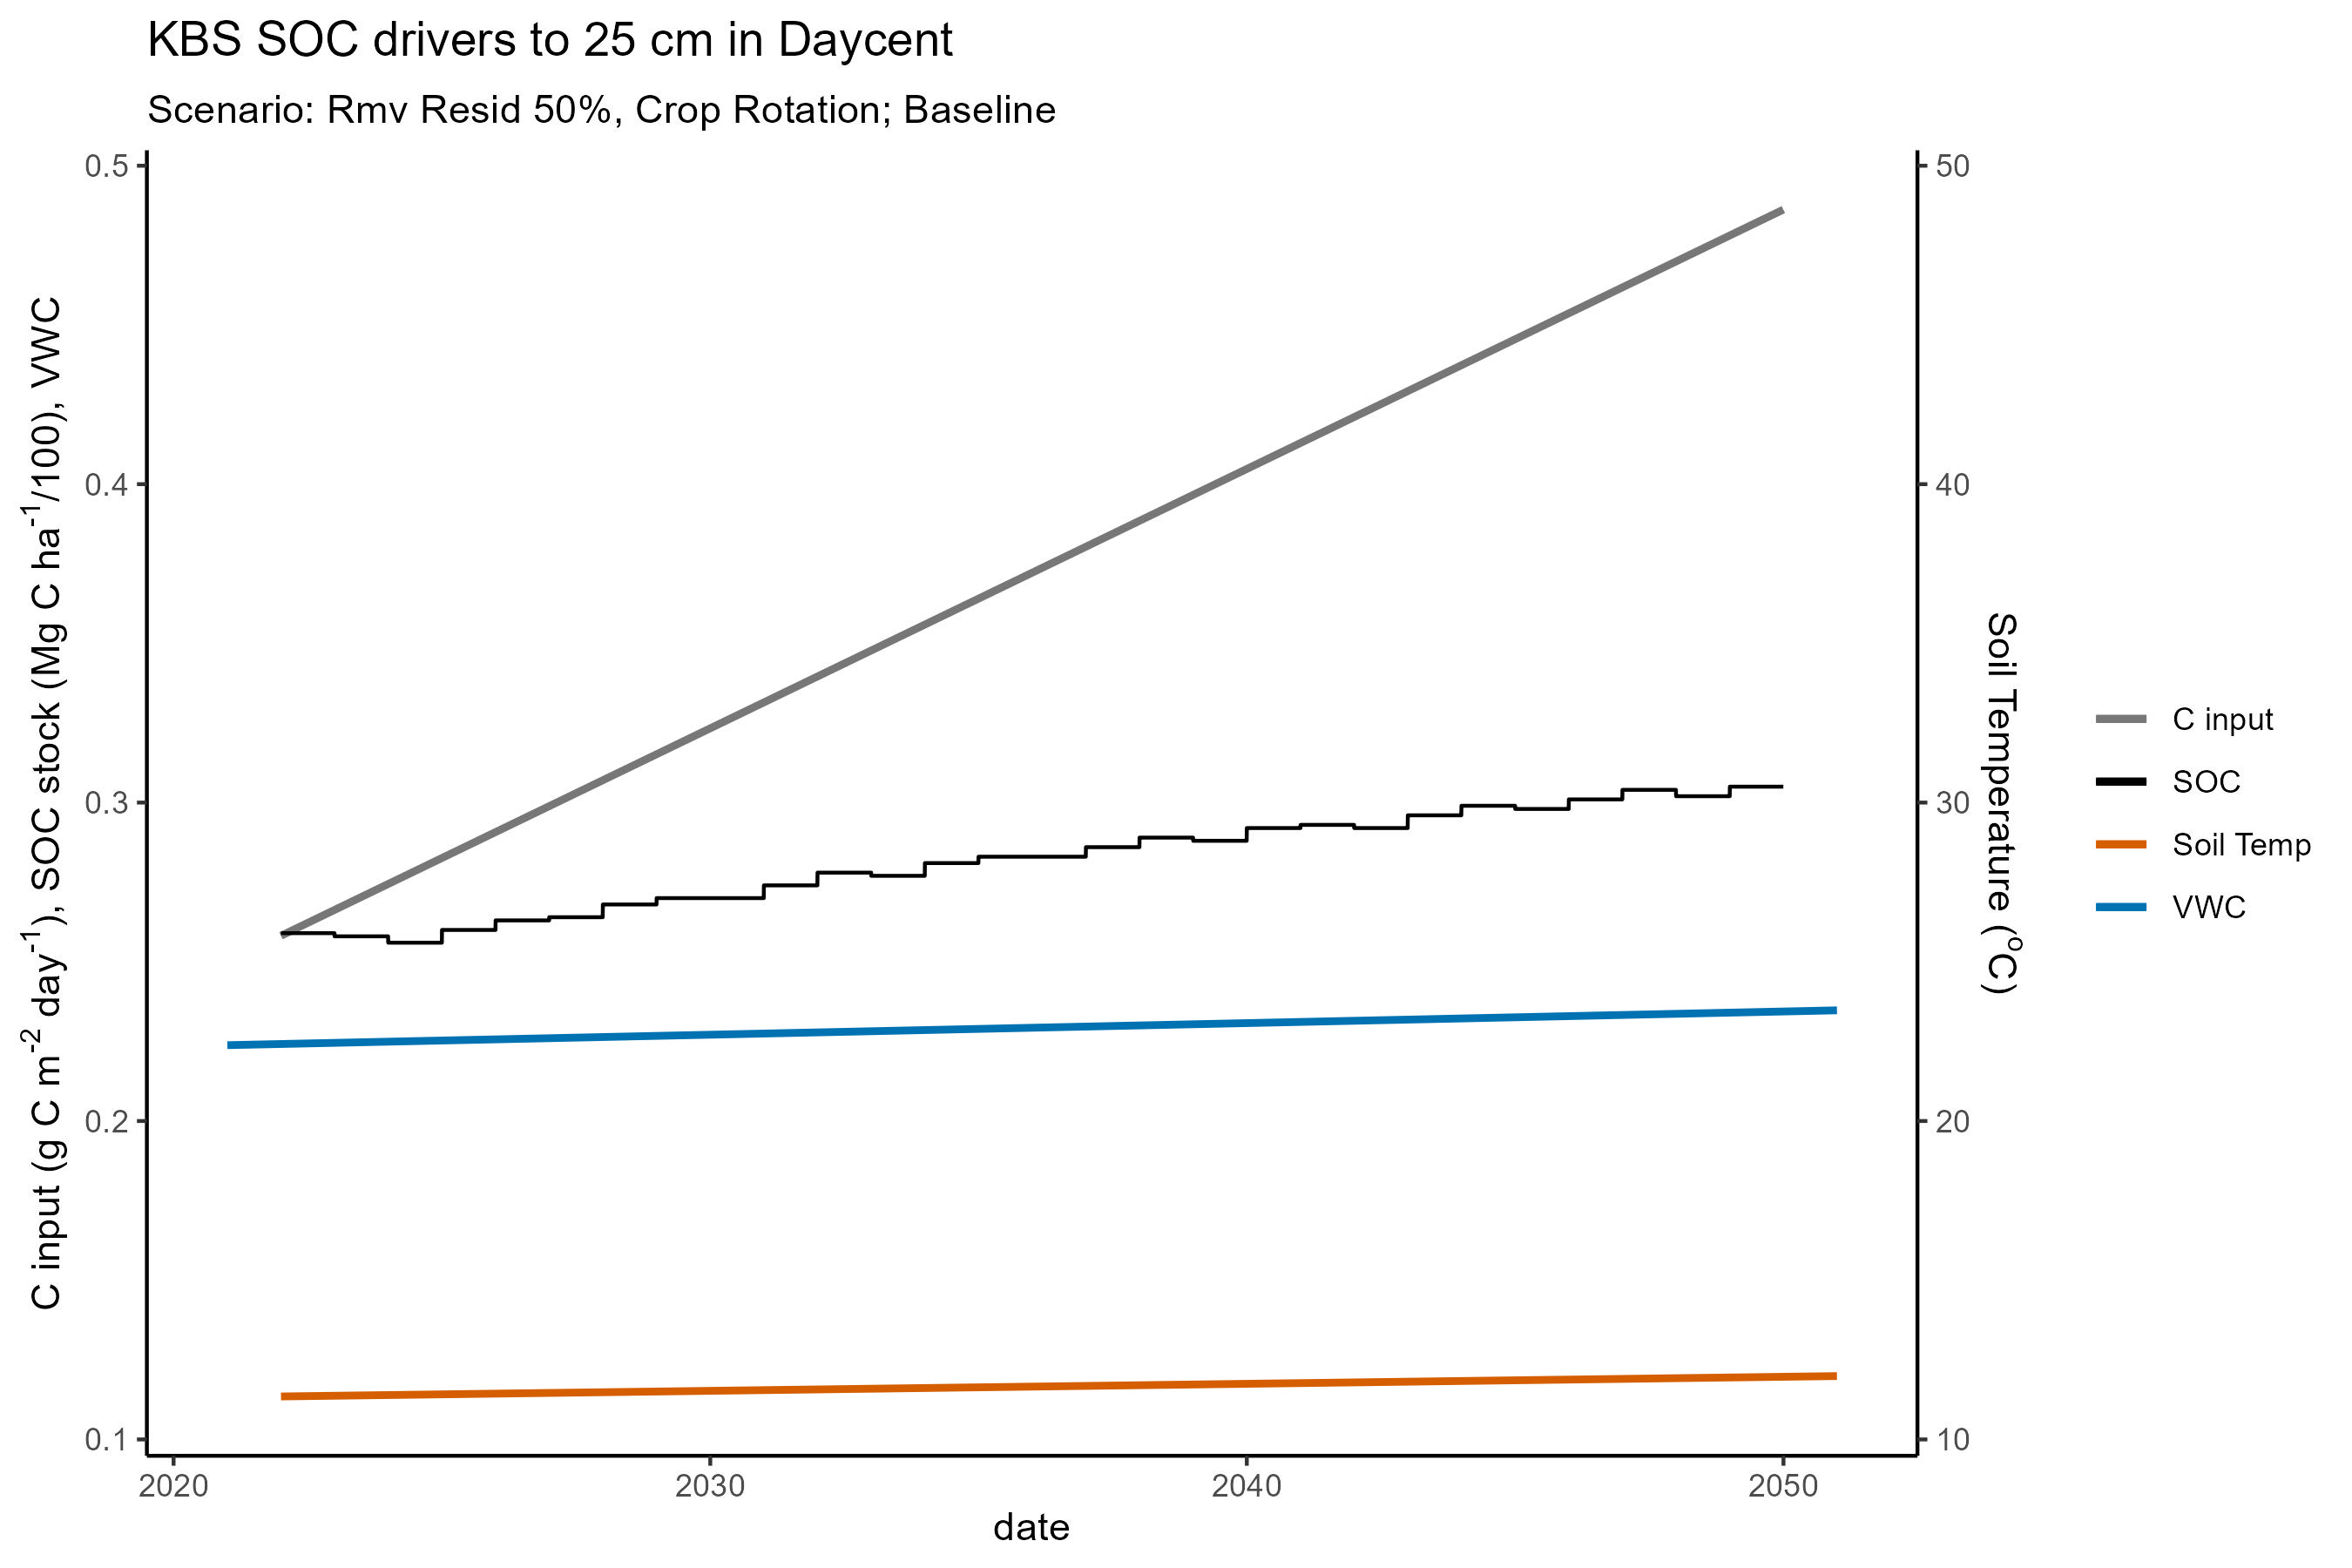 KBS SOC drivers to 25 cm in Daycent
Scenario: Rmv Resid 50%, Crop Rotation; Baseline
C input (g C m⁻² day⁻¹), SOC stock (Mg C ha⁻¹/100), VWC
0.5
0.4
0.3
0.2
0.1
50
40
30
20
10
Soil Temperature (ºC)
C input
SOC
Soil Temp
VWC
2020
2030
2040
2050
date